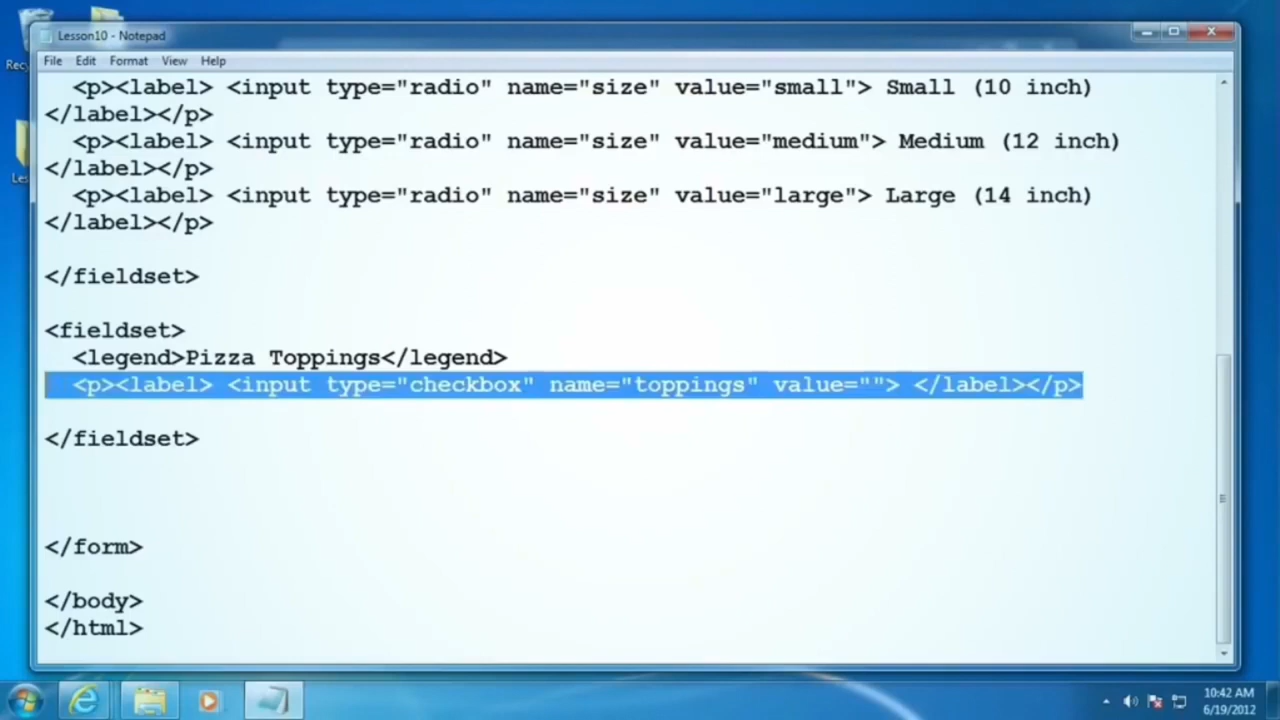 Lesson10 - Notepad
File Edit Format View Help
<p><label> <input type="radio" name="size" value="small"> Small (10 inch)
</label></p>
<p><label> <input type="radio" name="size" value="medium"> Medium (12 inch)
</label></p>
<p><label> <input type="radio" name="size" value="large"> Large (14 inch)
</label></p>
</fieldset>
<fieldset>
<legend>Pizza Toppings</legend>
<p><label> <input type="checkbox" name="toppings" value=""> </label></p>
</fieldset>
</form>
</body>
</html>
10:42 AM
6/19/2012